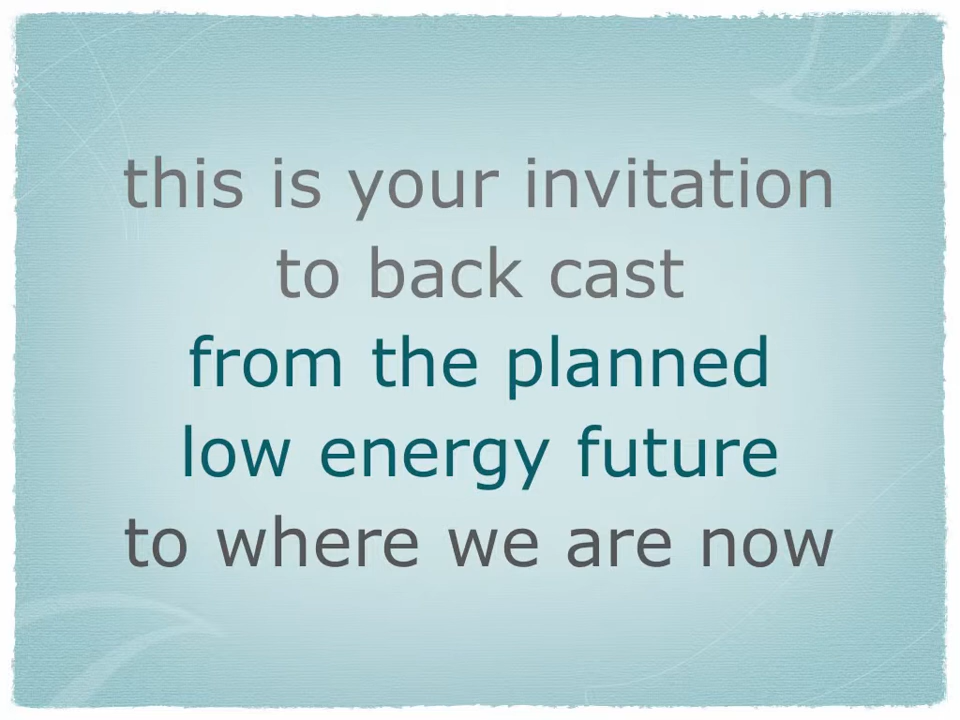 this is your invitation
to back cast
from the planned
low energy future
to where we are now